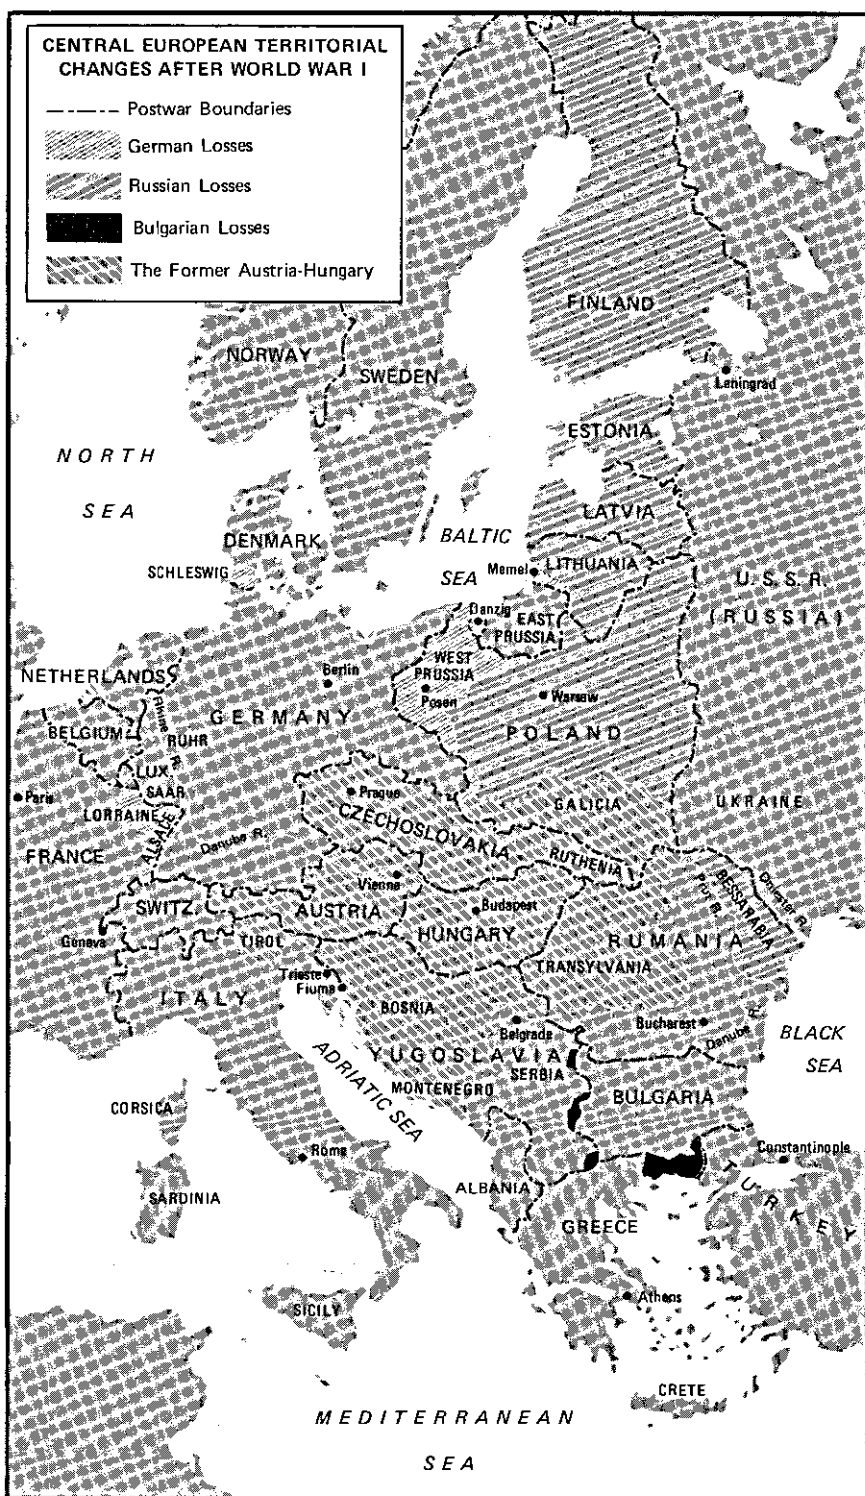 CENTRAL EUROPEAN TERRITORIAL
CHANGES AFTER WORLD WAR I
Postwar Boundaries
German Losses
Russian Losses
Bulgarian Losses
The Former Austria-Hungary
FINLAND
NORWAY
SWEDEN
Leningrad
ESTONIA
NORTH
SEA
LATVIA
DENMARK
BALTIC
SEA
SCHLESWIG
Memel
LITHUANIA
U.S.S.R.
(RUSSIA)
Danzig
EAST
PRUSSIA
WEST
PRUSSIA
NETHERLANDS
Berlin
Posen
Warsaw
GERMANY
POLAND
BELGIUM
Rhine R.
RUHR
LUX
SAAR
Paris
Prague
GALICIA
UKRAINE
LORRAINE
ALSACE
CZECHOSLOVAKIA
FRANCE
Danube R.
RUTHENIA
Vienna
Dniester R.
BESSARABIA
Prut R.
SWITZ.
AUSTRIA
Budapest
HUNGARY
RUMANIA
Geneva
TIROL
TRANSYLVANIA
Trieste
Fiume
ITALY
BOSNIA
Belgrade
Bucharest
Danube R.
BLACK
SEA
YUGOSLAVIA
SERBIA
ADRIATIC SEA
MONTENEGRO
BULGARIA
CORSICA
Rome
Constantinople
TURKEY
SARDINIA
ALBANIA
GREECE
SICILY
Athens
CRETE
MEDITERRANEAN
SEA